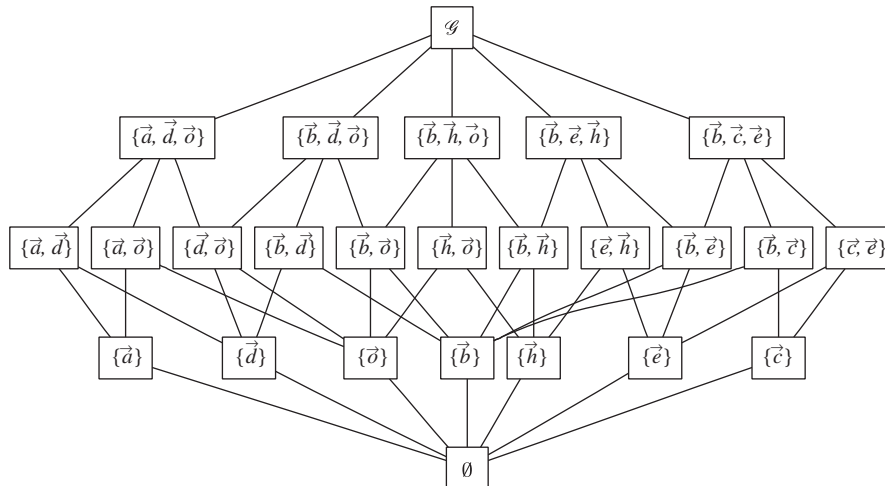 𝒢
{a⃗, d⃗, o⃗} {b⃗, d⃗, o⃗} {b⃗, h⃗, o⃗} {b⃗, e⃗, h⃗} {b⃗, c⃗, e⃗}
{a⃗, d⃗} {a⃗, o⃗} {d⃗, o⃗} {b⃗, d⃗} {b⃗, o⃗} {h⃗, o⃗} {b⃗, h⃗} {e⃗, h⃗} {b⃗, e⃗} {b⃗, c⃗} {c⃗, e⃗}
{a⃗} {d⃗} {o⃗} {b⃗} {h⃗} {e⃗} {c⃗}
∅